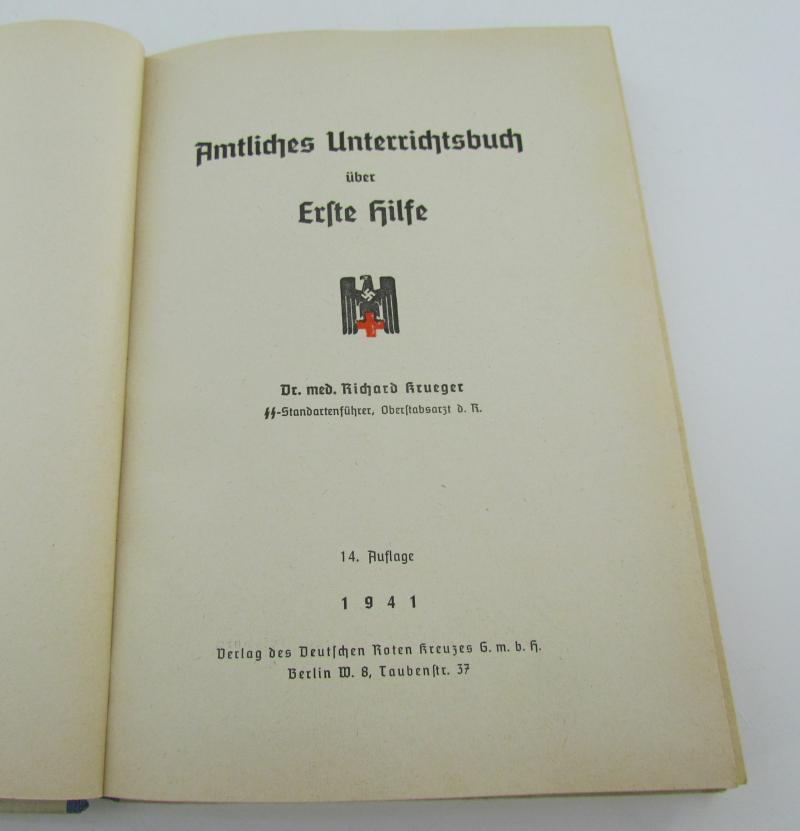 Amtliches Unterrichtsbuch
über
Erſte Hilfe
Dr. med. Richard Krueger
ϟϟ-Standartenführer, Oberſtabsarzt d. R.
14. Auflage
1941
Verlag des Deutſchen Roten Kreuzes G. m. b. H.
Berlin W. 8, Taubenſtr. 37